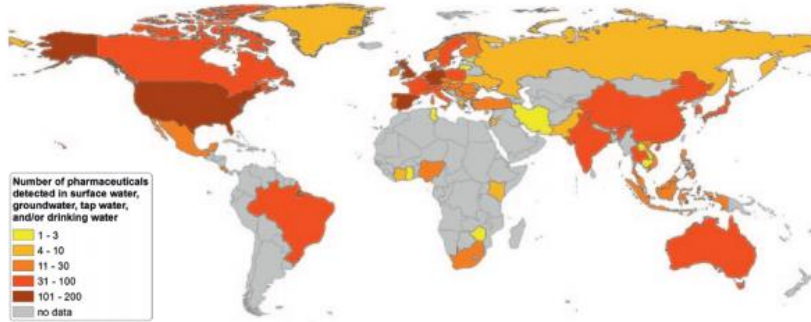 Number of pharmaceuticals
detected in surface water,
groundwater, tap water,
and/or drinking water
1 - 3
4 - 10
11 - 30
31 - 100
101 - 200
no data